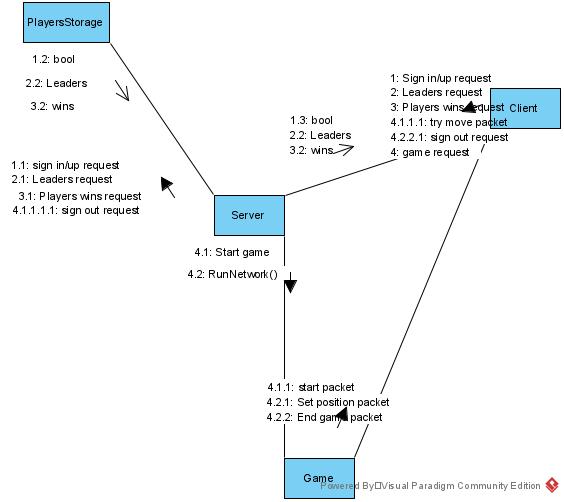 PlayersStorage
1.2: bool
2.2: Leaders
3.2: wins
1: Sign in/up request
2: Leaders request
3: Players wins request
4.1.1.1: try move packet
4.2.2.1: sign out request
4: game request
Client
1.3: bool
2.2: Leaders
3.2: wins
1.1: sign in/up request
2.1: Leaders request
3.1: Players wins request
4.1.1.1.1: sign out request
Server
4.1: Start game
4.2: RunNetwork()
4.1.1: start packet
4.2.1: Set position packet
4.2.2: End game packet
Game
Powered By□Visual Paradigm Community Edition